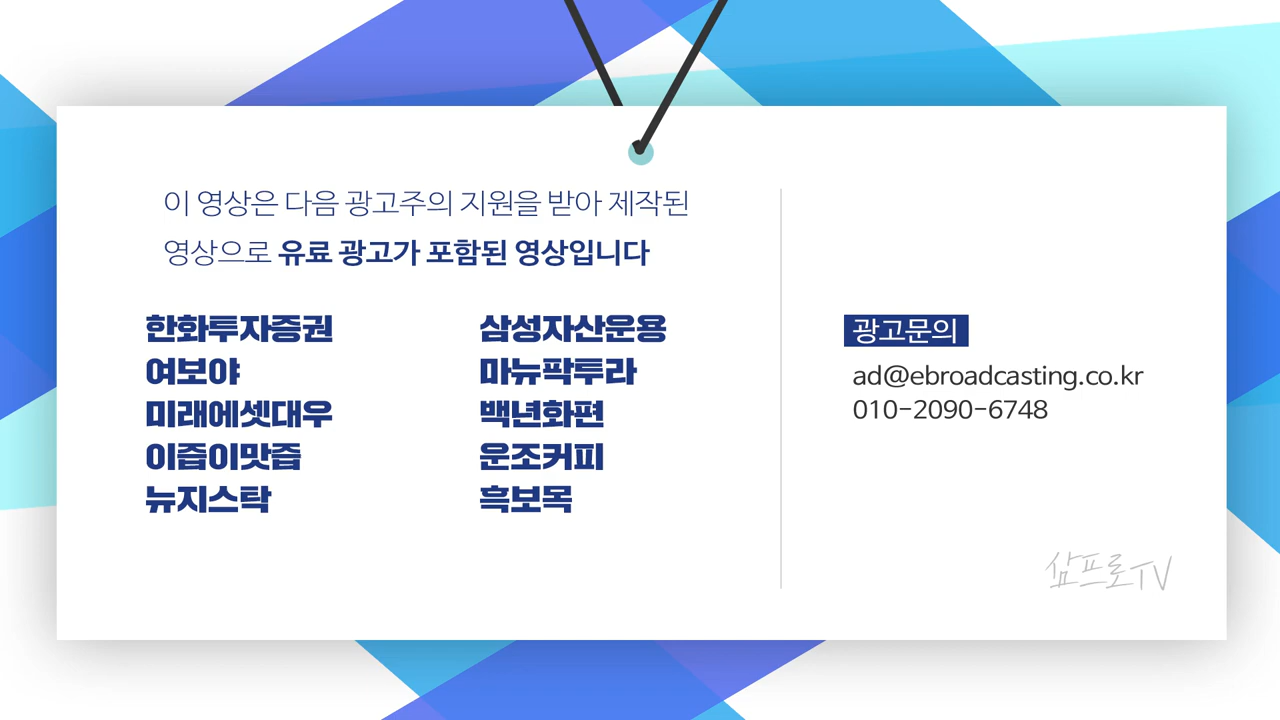 이 영상은 다음 광고주의 지원을 받아 제작된
영상으로 유료 광고가 포함된 영상입니다
한화투자증권
여보야
미래에셋대우
이즙이맛즙
뉴지스탁
삼성자산운용
마뉴팍투라
백년화편
운조커피
흑보목
광고문의
ad@ebroadcasting.co.kr
010-2090-6748
삼프로TV